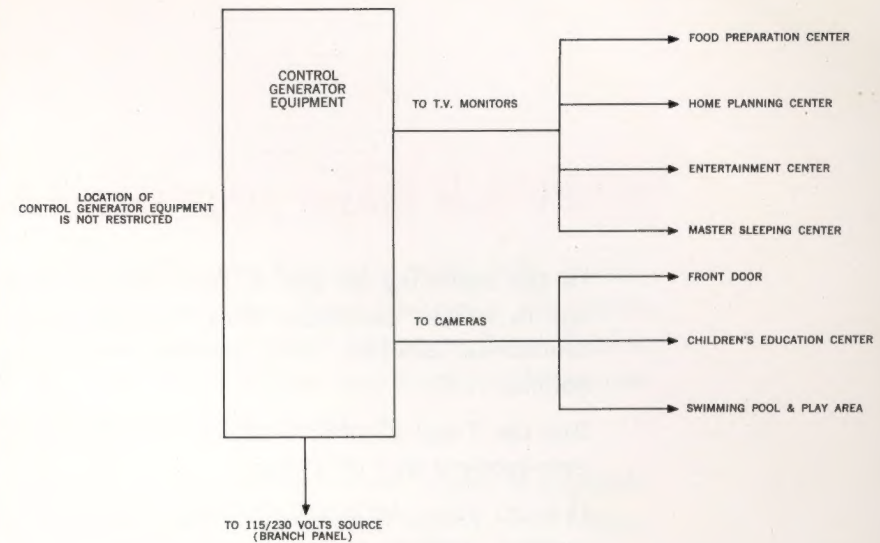 CONTROL
GENERATOR
EQUIPMENT
LOCATION OF
CONTROL GENERATOR EQUIPMENT
IS NOT RESTRICTED
TO T.V. MONITORS
FOOD PREPARATION CENTER
HOME PLANNING CENTER
ENTERTAINMENT CENTER
MASTER SLEEPING CENTER
TO CAMERAS
FRONT DOOR
CHILDREN'S EDUCATION CENTER
SWIMMING POOL & PLAY AREA
TO 115/230 VOLTS SOURCE
(BRANCH PANEL)